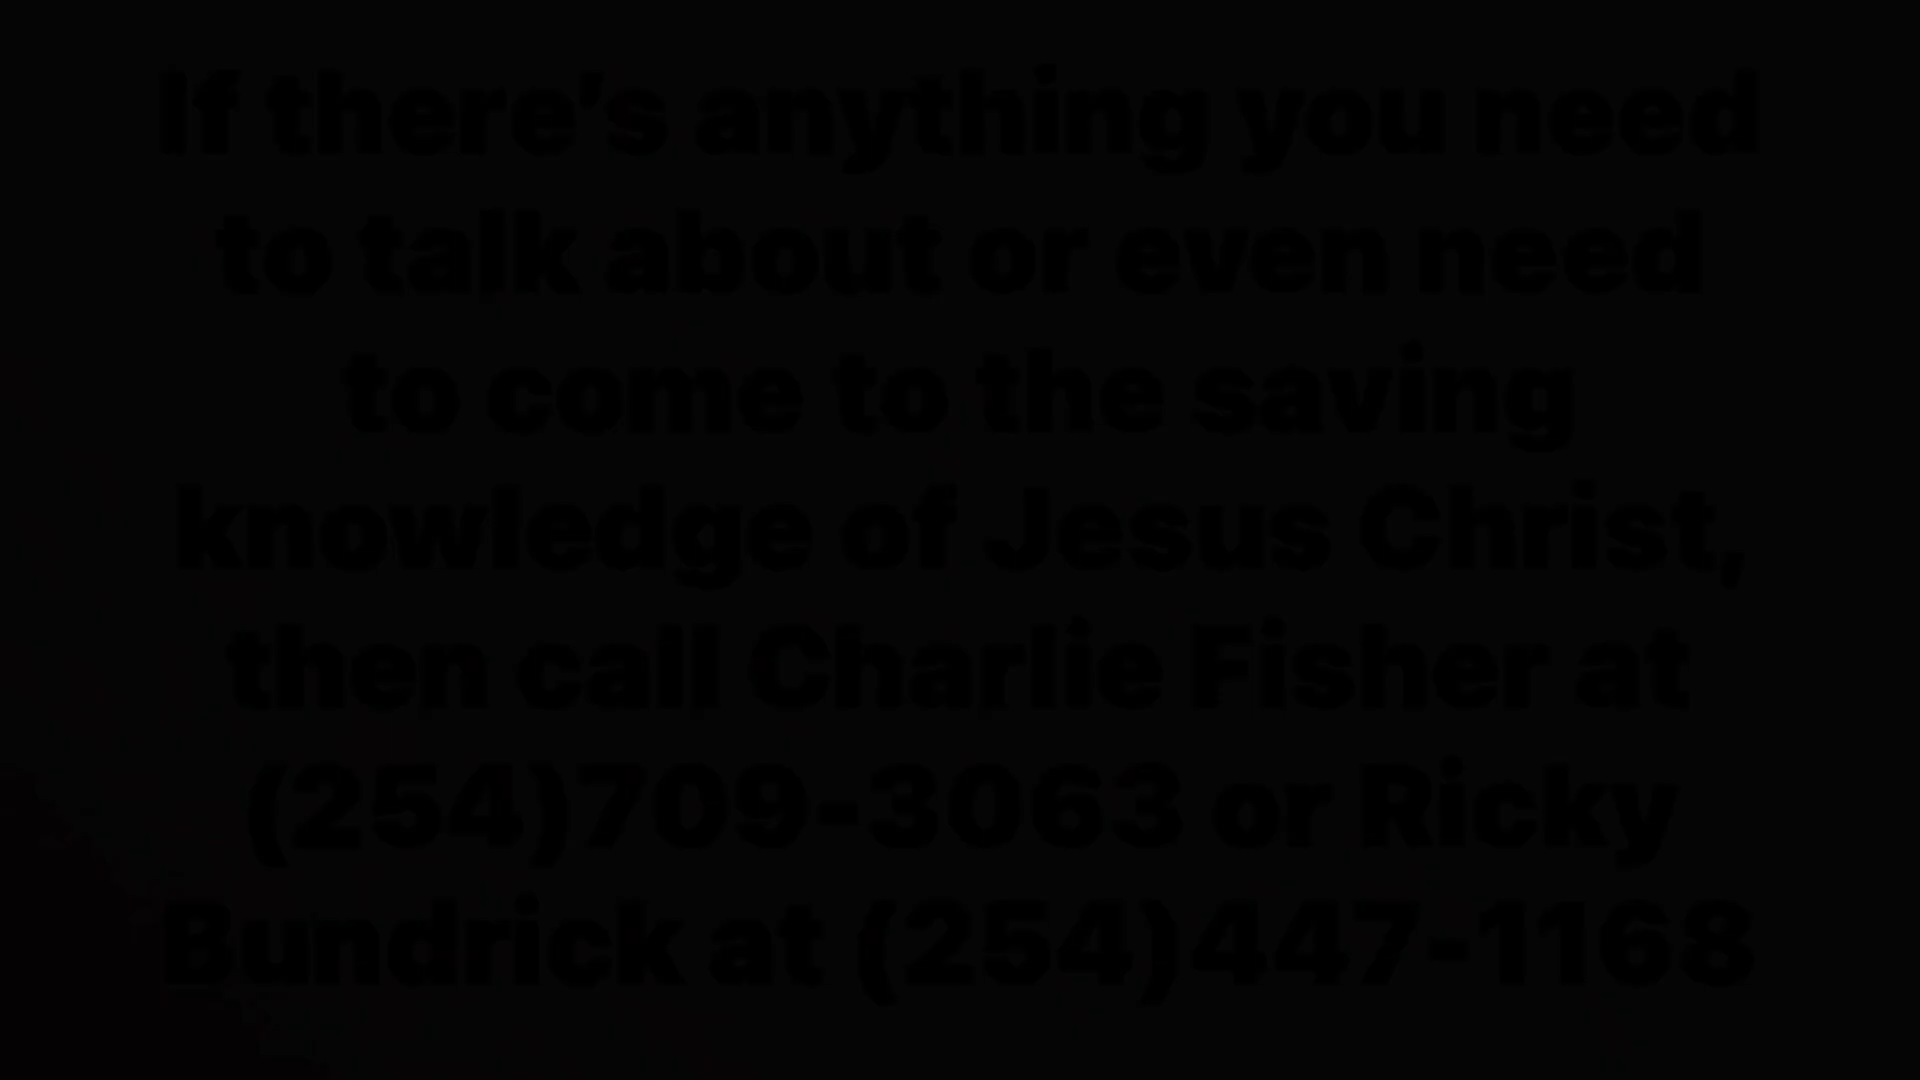 If there's anything you need
to talk about or even need
to come to the saving
knowledge of Jesus Christ,
then call Charlie Fisher at
(254)709-3063 or Ricky
Bundrick at (254)447-1168